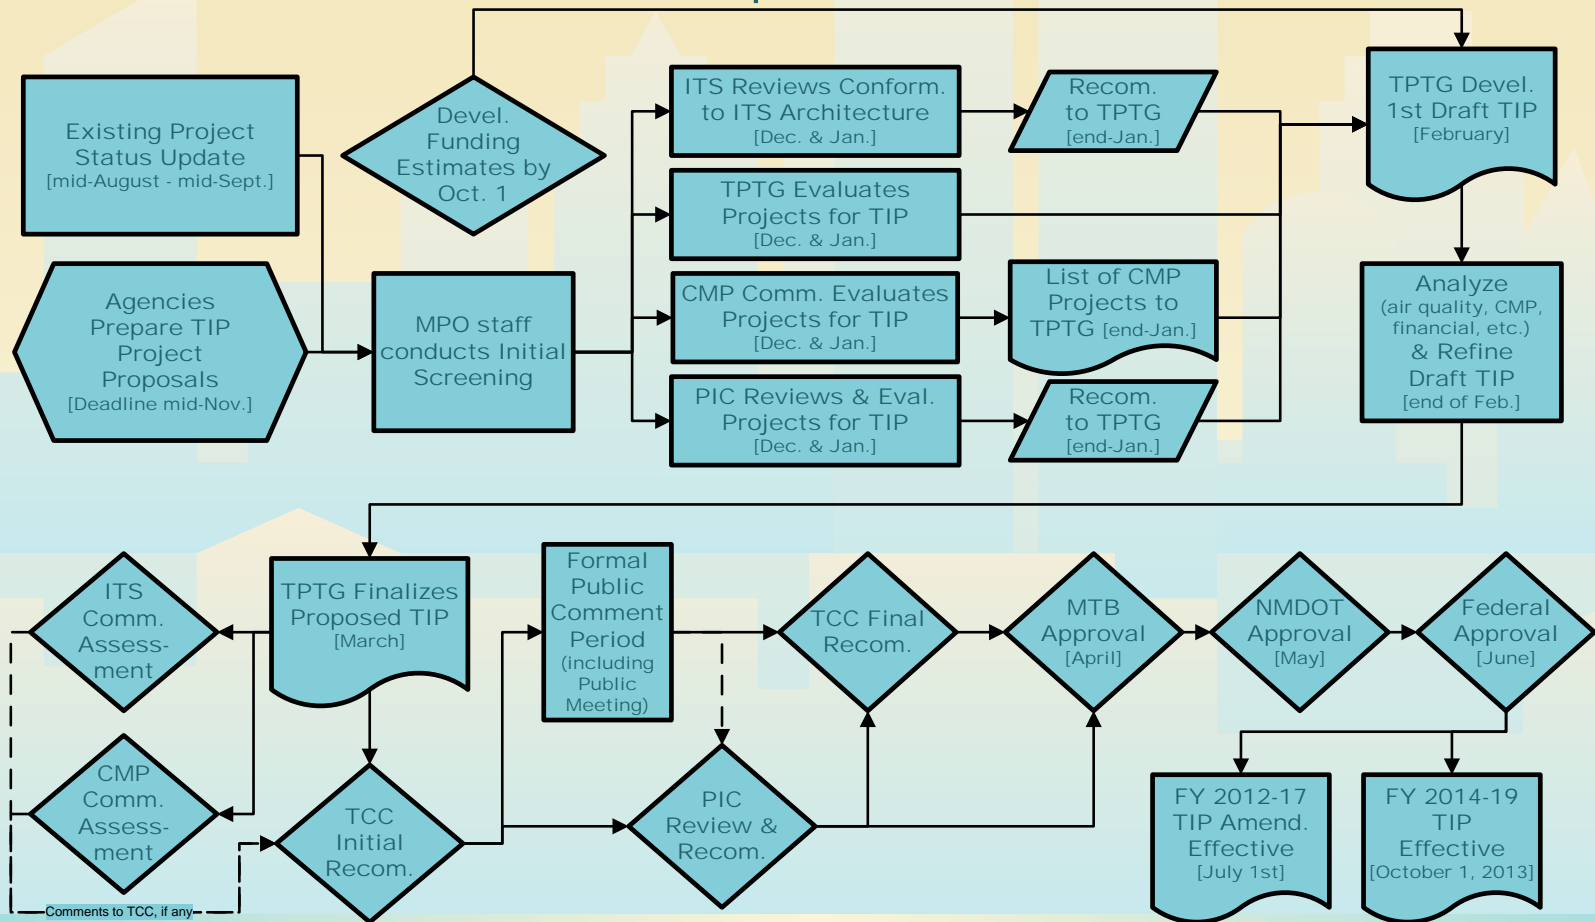 Existing Project
Status Update
[mid-August - mid-Sept.]
Agencies
Prepare TIP
Project
Proposals
[Deadline mid-Nov.]
Devel.
Funding
Estimates by
Oct. 1
MPO staff
conducts Initial
Screening
ITS Reviews Conform.
to ITS Architecture
[Dec. & Jan.]
TPTG Evaluates
Projects for TIP
[Dec. & Jan.]
CMP Comm. Evaluates
Projects for TIP
[Dec. & Jan.]
PIC Reviews & Eval.
Projects for TIP
[Dec. & Jan.]
Recom.
to TPTG
[end-Jan.]
List of CMP
Projects to
TPTG [end-Jan.]
Recom.
to TPTG
[end-Jan.]
TPTG Devel.
1st Draft TIP
[February]
Analyze
(air quality, CMP,
financial, etc.)
& Refine
Draft TIP
[end of Feb.]
ITS
Comm.
Assess-
ment
CMP
Comm.
Assess-
ment
Comments to TCC, if any
TPTG Finalizes
Proposed TIP
[March]
TCC
Initial
Recom.
Formal
Public
Comment
Period
(including
Public
Meeting)
PIC
Review &
Recom.
TCC Final
Recom.
MTB
Approval
[April]
NMDOT
Approval
[May]
Federal
Approval
[June]
FY 2012-17
TIP Amend.
Effective
[July 1st]
FY 2014-19
TIP
Effective
[October 1, 2013]